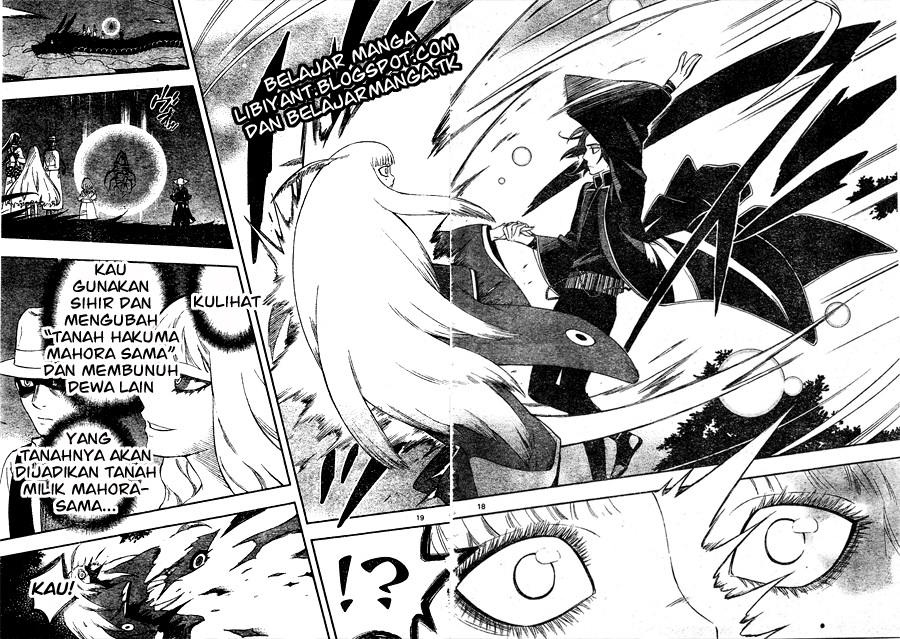 BELAJAR MANGA
LIBIYANT.BLOGSPOT.COM
DAN BELAJARMANGA.TK
KULIHAT
KAU
GUNAKAN
SIHIR DAN
MENGUBAH
“TANAH HAKUMA
MAHORA SAMA”
DAN MEMBUNUH
DEWA LAIN
YANG
TANAHNYA AKAN
DIJADIKAN TANAH
MILIK MAHORA-
SAMA...
KAU!
!?
19
18